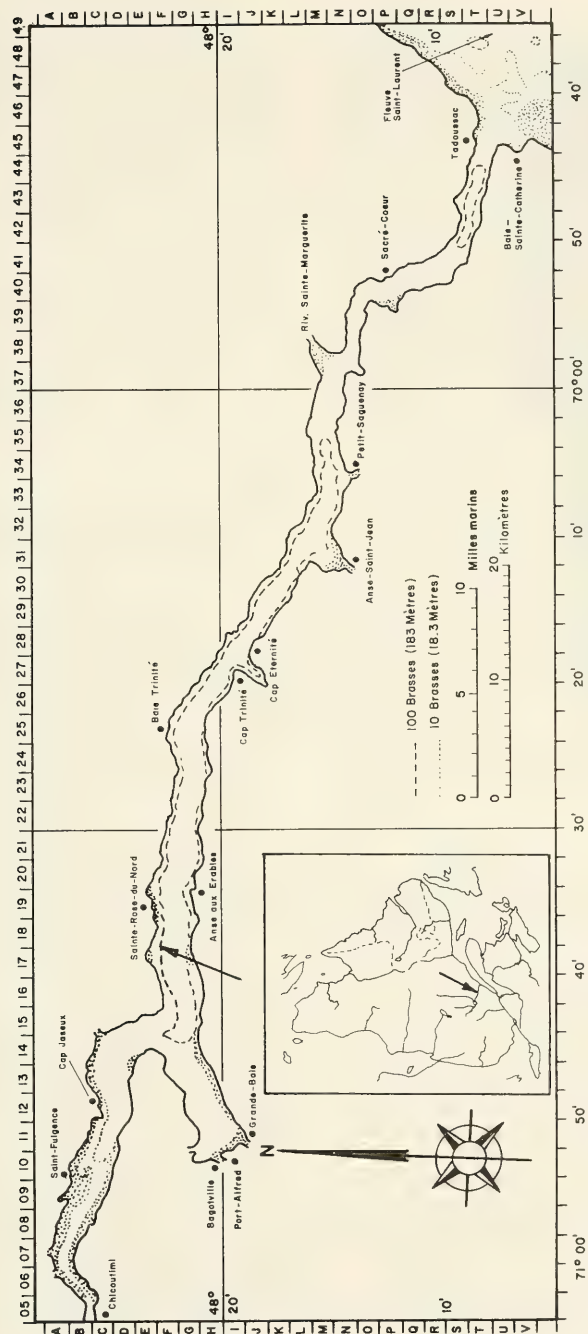 05 06 07 08 09 10 11 12 13 14 15 16 17 18 19 20 21 22 23 24 25 26 27 28 29 30 31 32 33 34 35 36 37 38 39 40 41 42 43 44 45 46 47 48 49
A
B
C
D
E
F
G
H
I
J
K
L
M
N
O
P
Q
R
S
T
U
V
48°
20'
10'
Chicoutimi
Saint-Fulgence
Cap Jaseux
Bagotville
Port-Alfred
Grande-Baie
Sainte-Rose-du-Nord
Anse aux Erables
Baie Trinité
Cap Trinité
Cap Eternité
Anse-Saint-Jean
Petit-Saguenay
Riv. Sainte-Marguerite
Sacré-Coeur
Tadoussac
Baie-
Sainte-Catherine
Fleuve
Saint-Laurent
N
100 Brasses (183 Mètres)
10 Brasses (18.3 Mètres)
0 5 10 Milles marins
0 10 20 Kilomètres
48°
20'
10'
A
B
C
D
E
F
G
H
I
J
K
L
M
N
O
P
Q
R
S
T
U
V
71° 00' 50' 40' 30' 20' 10' 70° 00' 50' 40'